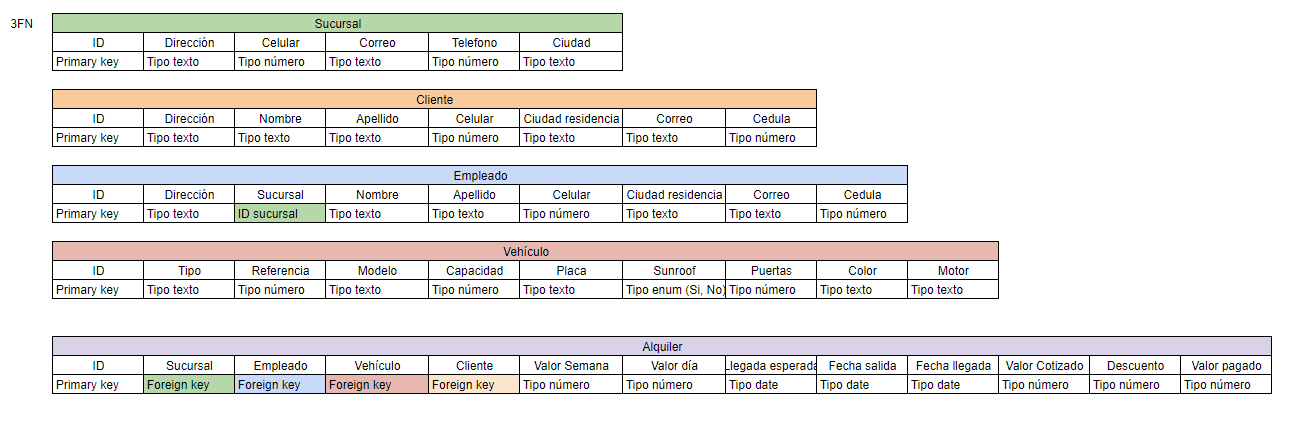 3FN
Sucursal
ID Dirección Celular Correo Telefono Ciudad
Primary key Tipo texto Tipo número Tipo texto Tipo número Tipo texto
Cliente
ID Dirección Nombre Apellido Celular Ciudad residencia Correo Cedula
Primary key Tipo texto Tipo texto Tipo texto Tipo número Tipo texto Tipo texto Tipo número
Empleado
ID Dirección Sucursal Nombre Apellido Celular Ciudad residencia Correo Cedula
Primary key Tipo texto ID sucursal Tipo texto Tipo texto Tipo número Tipo texto Tipo texto Tipo número
Vehículo
ID Tipo Referencia Modelo Capacidad Placa Sunroof Puertas Color Motor
Primary key Tipo texto Tipo número Tipo texto Tipo número Tipo texto Tipo enum (Si, No) Tipo número Tipo texto Tipo texto
Alquiler
ID Sucursal Empleado Vehículo Cliente Valor Semana Valor día Llegada esperada Fecha salida Fecha llegada Valor Cotizado Descuento Valor pagado
Primary key Foreign key Foreign key Foreign key Foreign key Tipo número Tipo número Tipo date Tipo date Tipo date Tipo número Tipo número Tipo número